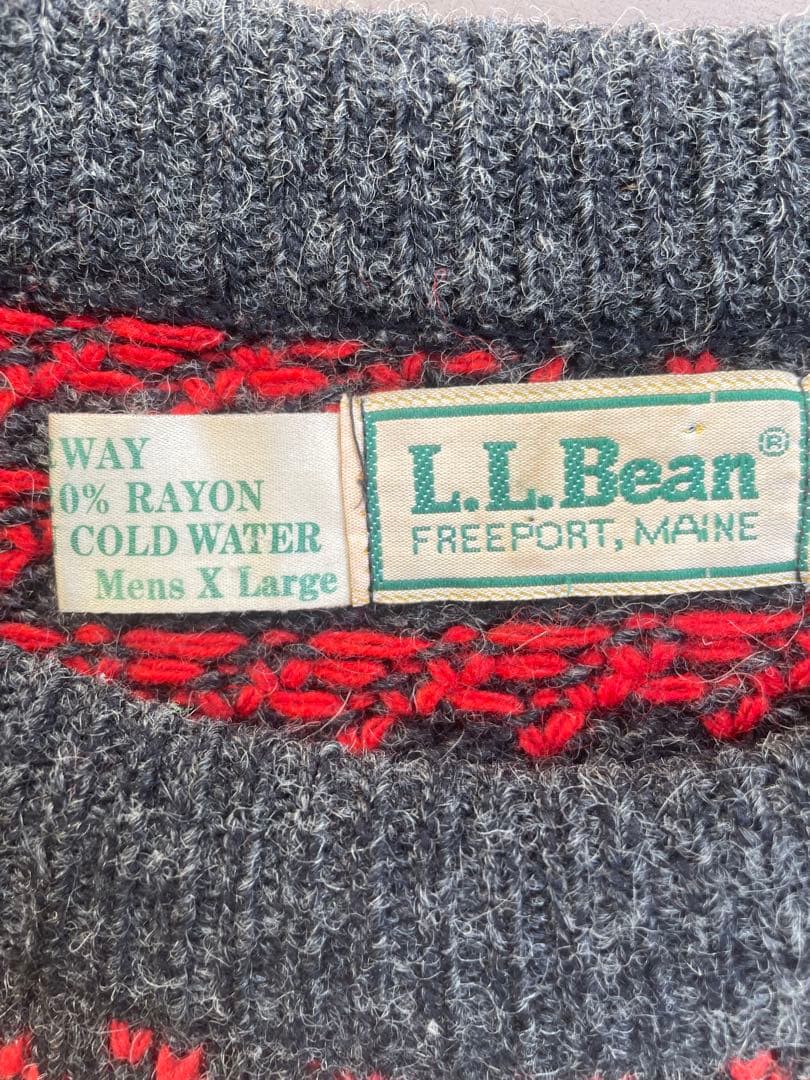 WAY
0% RAYON
COLD WATER
Mens X Large
L.L.Bean®
FREEPORT, MAINE